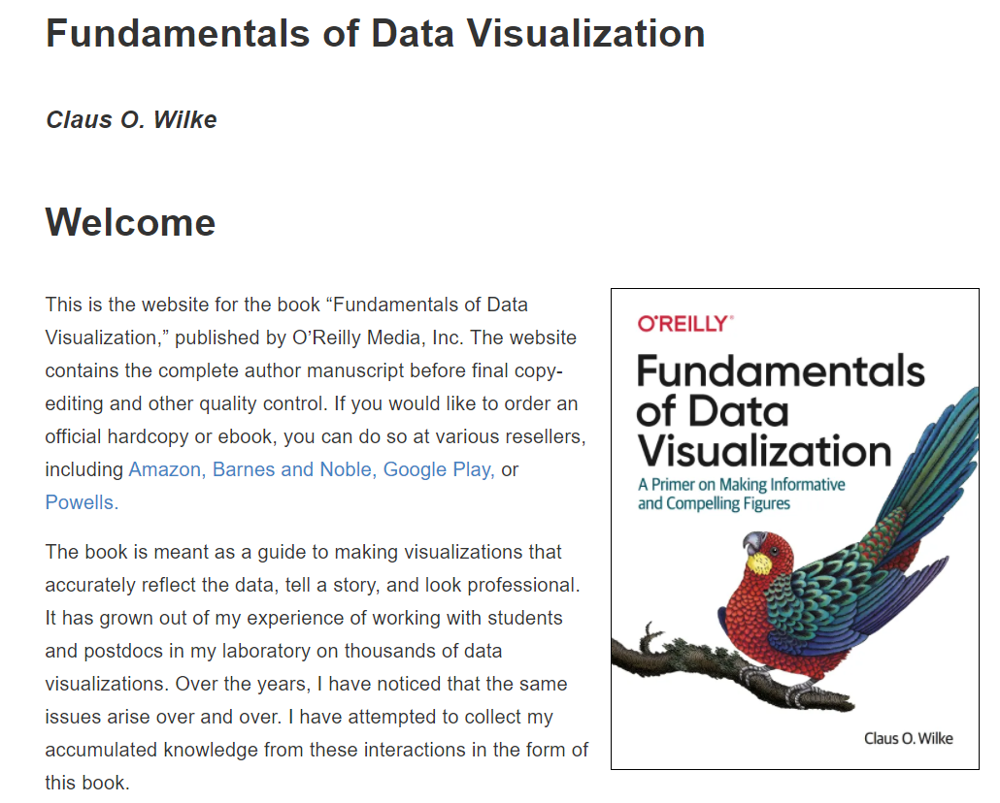 Fundamentals of Data Visualization
Claus O. Wilke
Welcome
This is the website for the book “Fundamentals of Data
Visualization,” published by O’Reilly Media, Inc. The website
contains the complete author manuscript before final copy-
editing and other quality control. If you would like to order an
official hardcopy or ebook, you can do so at various resellers,
including Amazon, Barnes and Noble, Google Play, or
Powells.
The book is meant as a guide to making visualizations that
accurately reflect the data, tell a story, and look professional.
It has grown out of my experience of working with students
and postdocs in my laboratory on thousands of data
visualizations. Over the years, I have noticed that the same
issues arise over and over. I have attempted to collect my
accumulated knowledge from these interactions in the form of
this book.
O'REILLY®
Fundamentals
of Data
Visualization
A Primer on Making Informative
and Compelling Figures
Claus O. Wilke